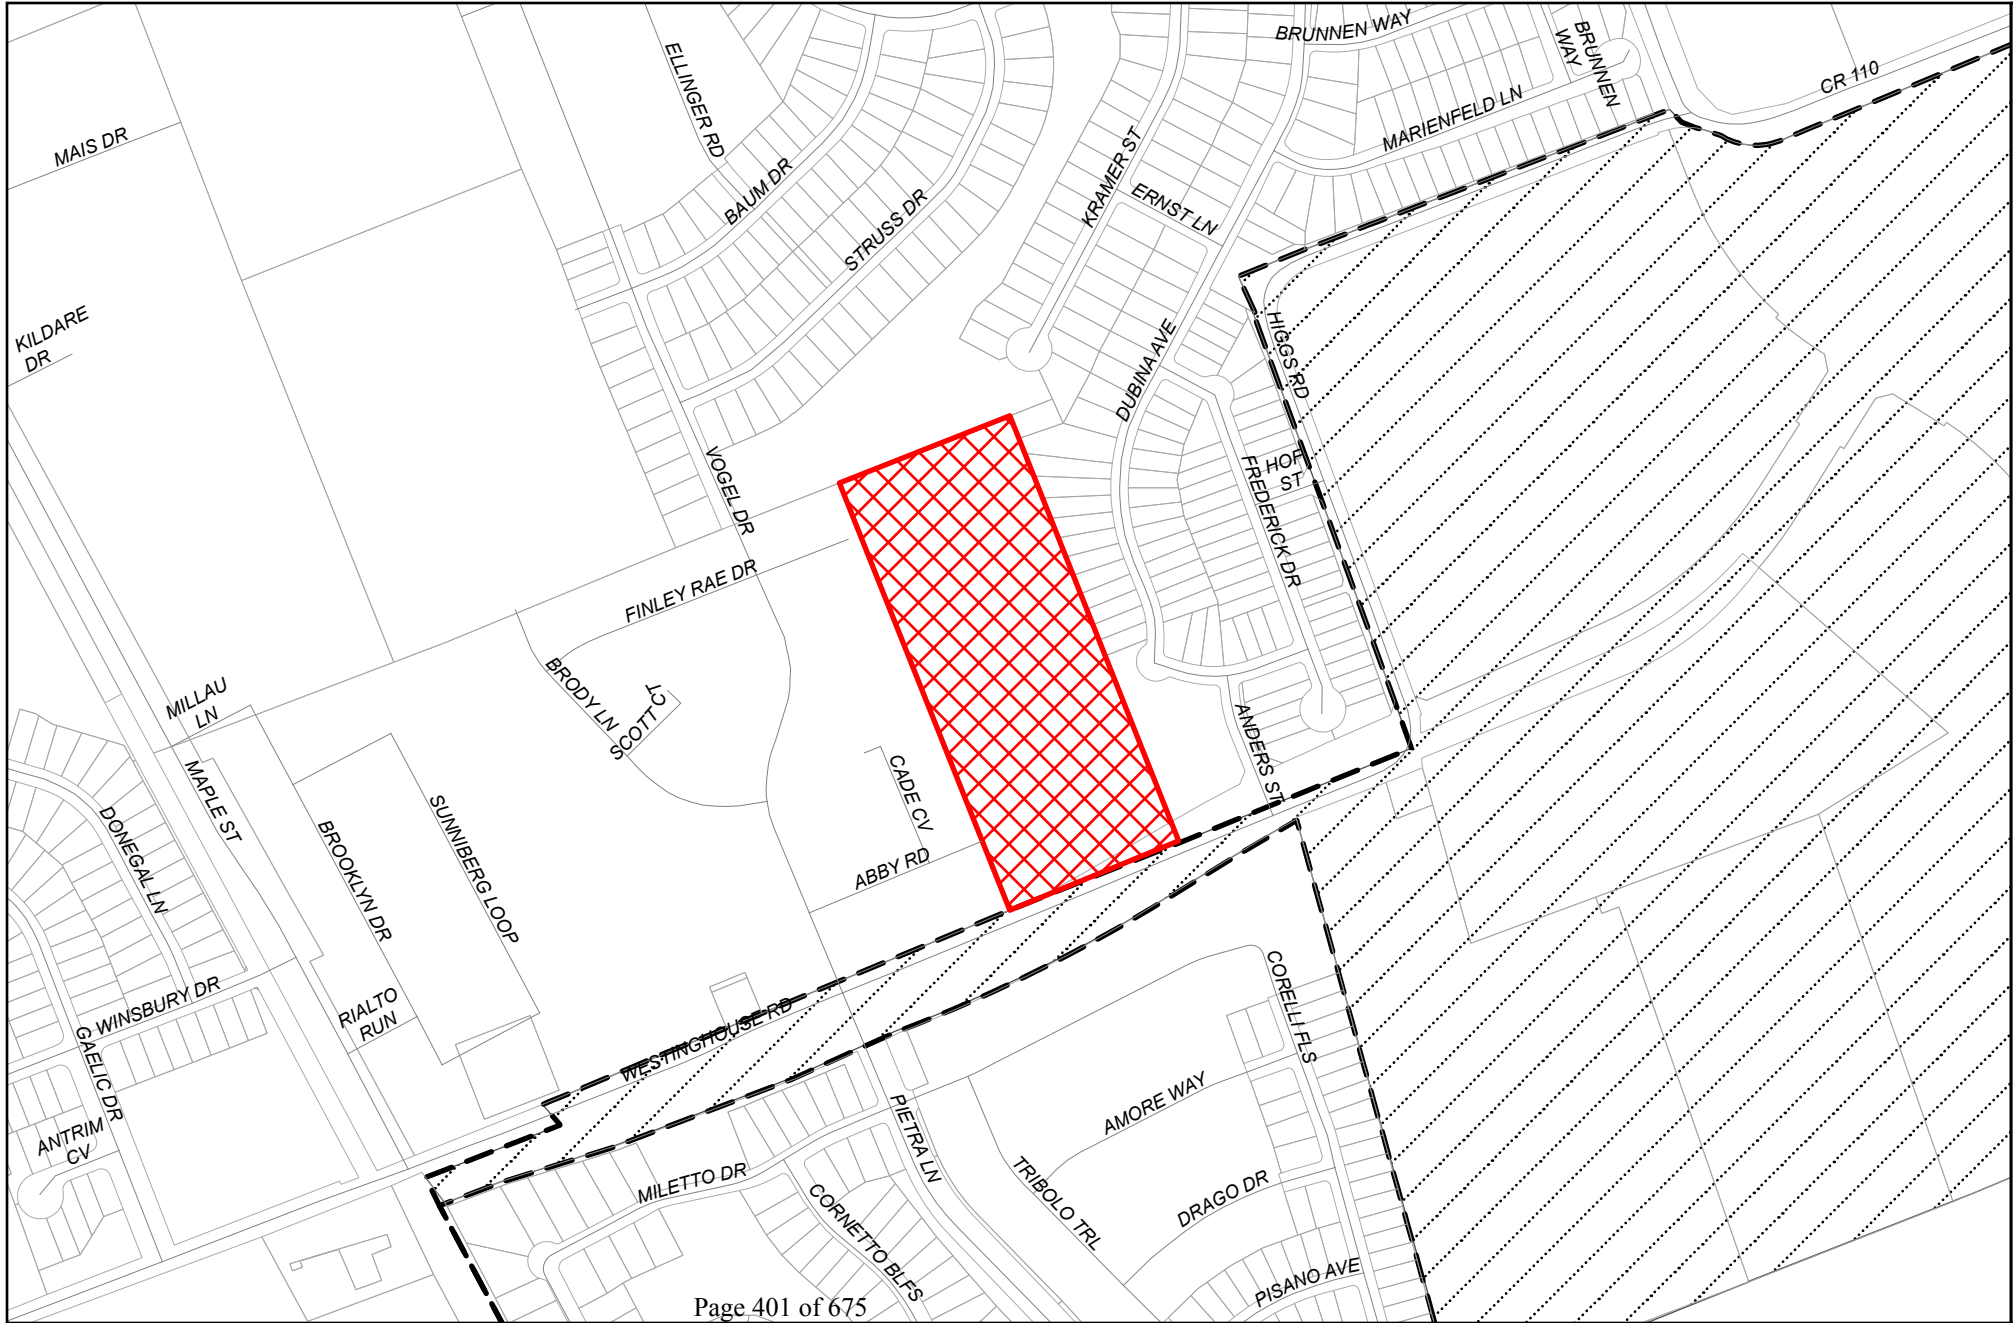 BRUNNEN WAY
BRUNNEN
WAY
CR 110
ELLINGER RD
MAIS DR
MARIENFELD LN
KRAMER ST
BAUM DR
ERNST LN
STRUSS DR
KILDARE
DR
HIGGS RD
DUBINA AVE
VOGEL DR
HOF
ST
FREDERICK DR
FINLEY RAE DR
BRODY LN
SCOTT CT
MILLAU
LN
ANDERS ST
CADE CV
MAPLE ST
SUNNIBERG LOOP
BROOKLYN DR
DONEGAL LN
ABBY RD
WINSBURY DR
RIALTO
RUN
WESTINGHOUSE RD
CORELLI FLS
GAELIC DR
AMORE WAY
PIETRA LN
ANTRIM
CV
MILETTO DR
TRIBOLO TRL
DRAGO DR
CORNETTO BLFS
PISANO AVE
Page 401 of 675